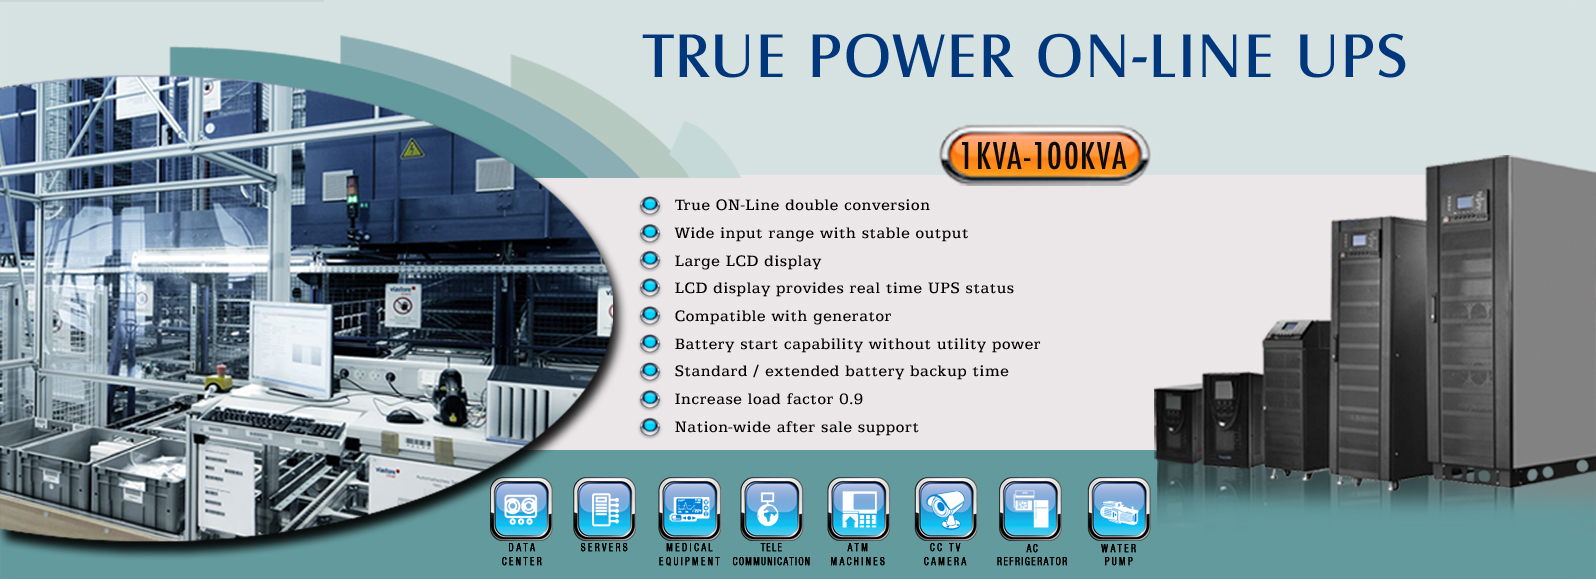 TRUE POWER ON-LINE UPS
1KVA-100KVA
True ON-Line double conversion
Wide input range with stable output
Large LCD display
LCD display provides real time UPS status
Compatible with generator
Battery start capability without utility power
Standard / extended battery backup time
Increase load factor 0.9
Nation-wide after sale support
viastore
viastore
DATA
CENTER
SERVERS
MEDICAL
EQUIPMENT
TELE
COMMUNICATION
ATM
MACHINES
CC TV
CAMERA
AC
REFRIGERATOR
WATER
PUMP